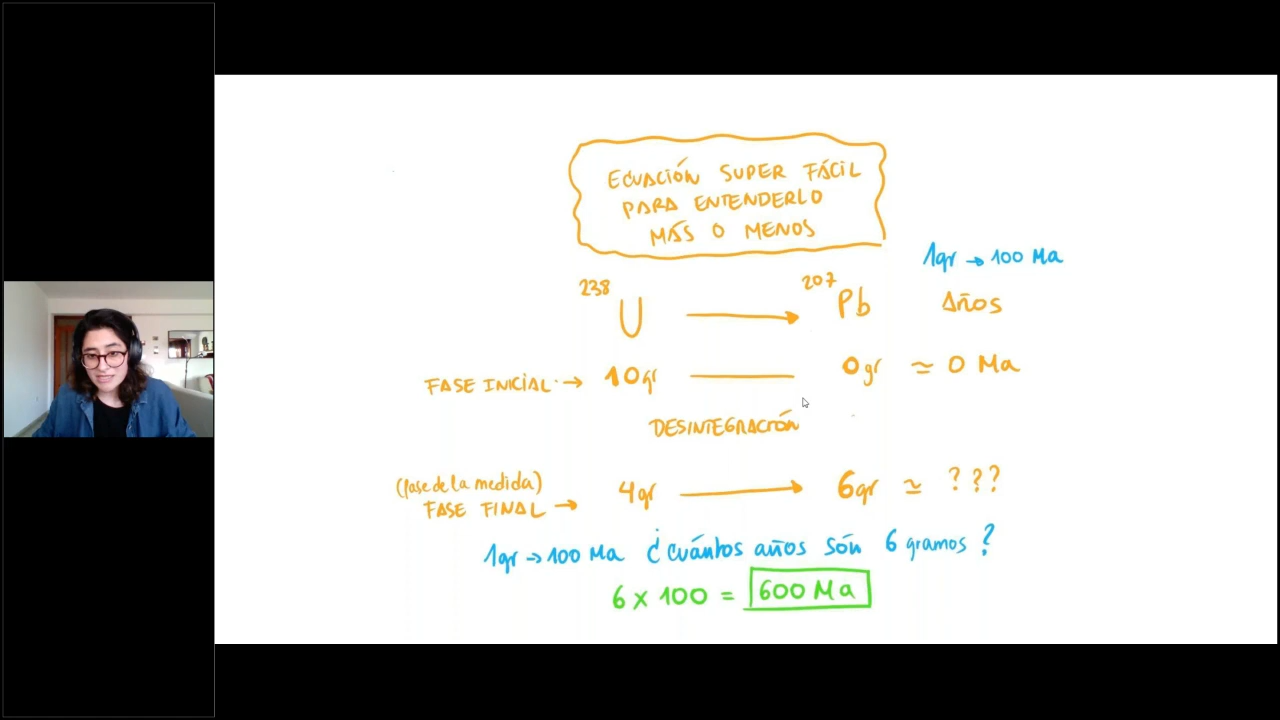 ECUACIÓN SUPER FÁCIL
PARA ENTENDERLO
MÁS O MENOS
1gr → 100 Ma
238 U → 207 Pb Años
FASE INICIAL → 10gr — 0gr ≃ 0 Ma
DESINTEGRACIÓN
(fase de la medida)
FASE FINAL → 4gr → 6gr ≃ ???
1gr → 100 Ma ¿cuántos años són 6 gramos?
6 x 100 = 600 Ma